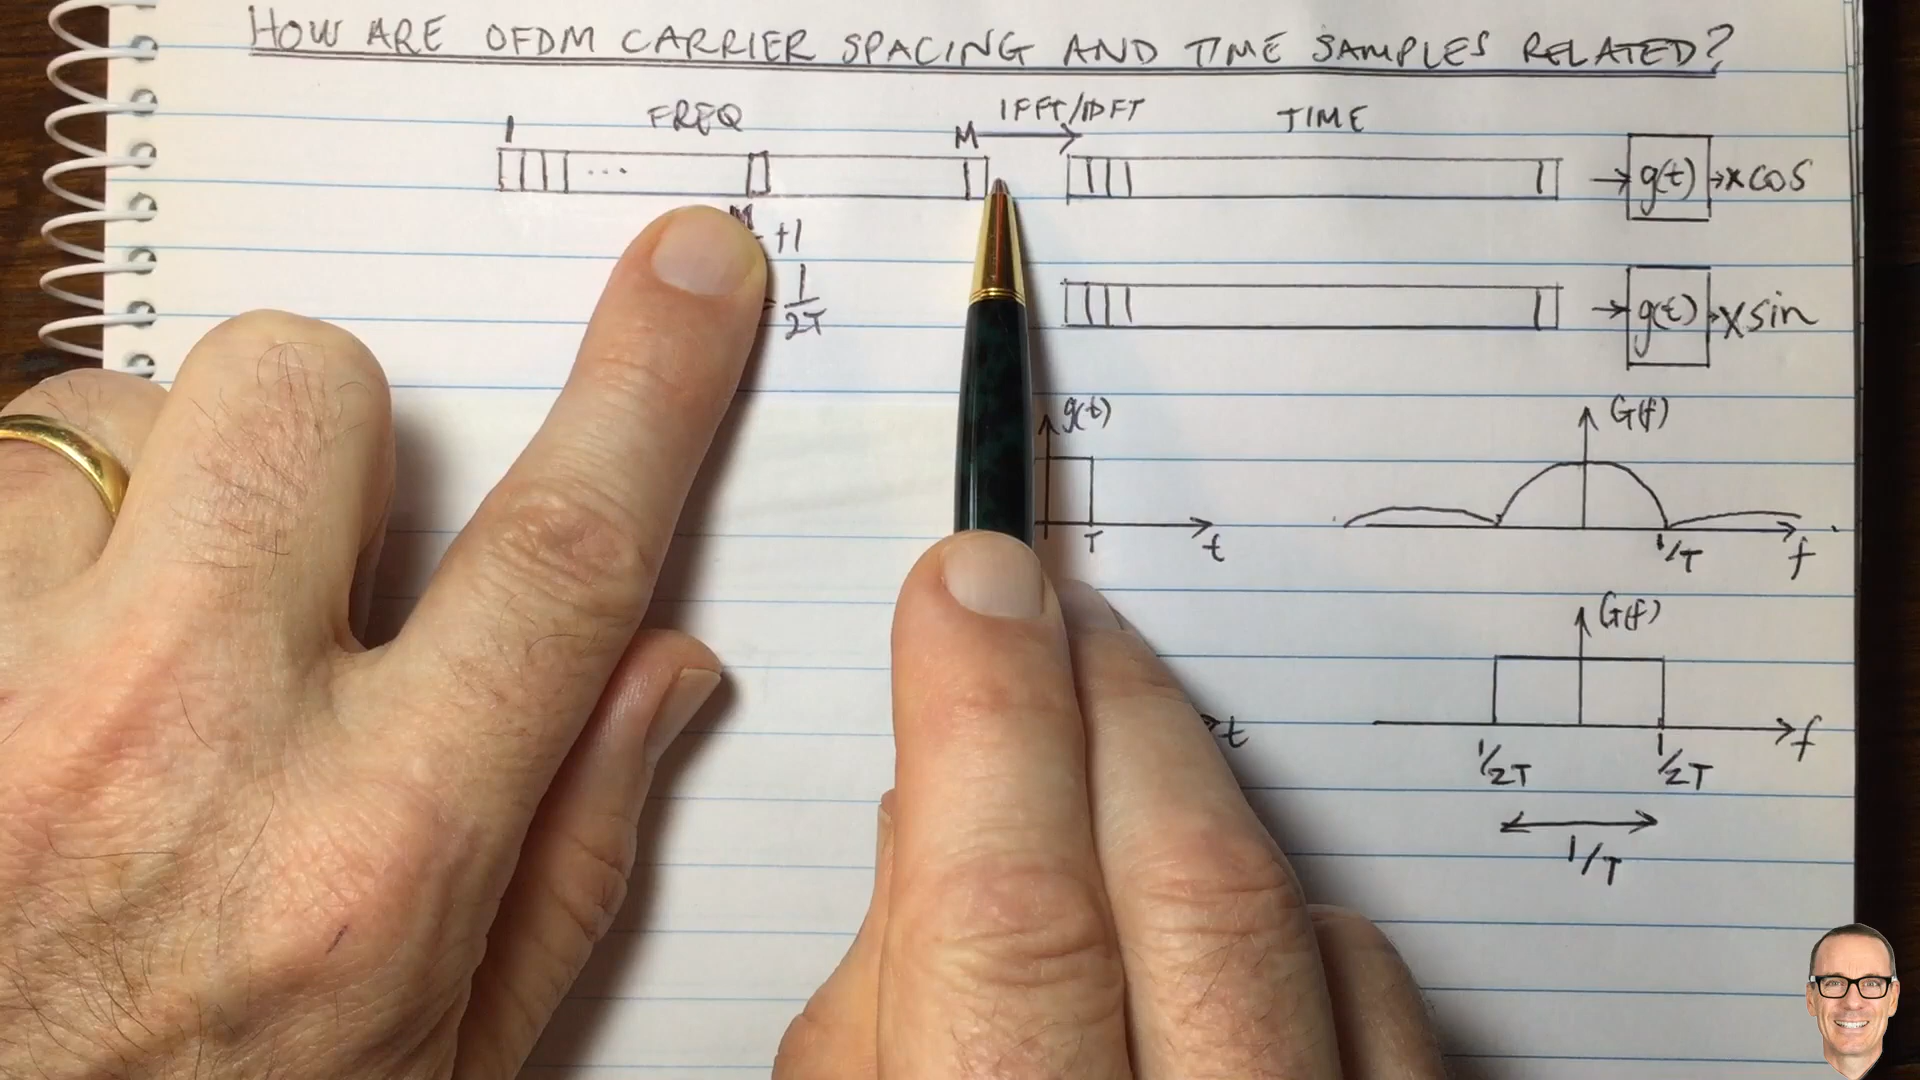 HOW ARE OFDM CARRIER SPACING AND TIME SAMPLES RELATED?
1 FREQ M IFFT/IDFT TIME
... g(t) x cos
M
+1
1
2T
g(t) x sin
g(t) G(f)
T t 1/T f
G(f)
t f
1/2T 1/2T
1/T